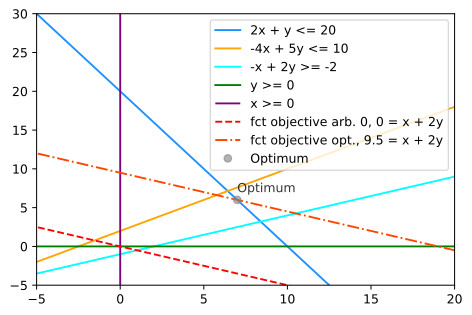 30
25
20
15
10
5
0
−5
−5
0
5
10
15
20
2x + y <= 20
-4x + 5y <= 10
-x + 2y >= -2
y >= 0
x >= 0
fct objective arb. 0, 0 = x + 2y
fct objective opt., 9.5 = x + 2y
Optimum
Optimum